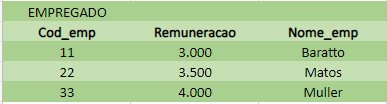 EMPREGADO
Cod_emp Remuneracao Nome_emp
11 3.000 Baratto
22 3.500 Matos
33 4.000 Muller